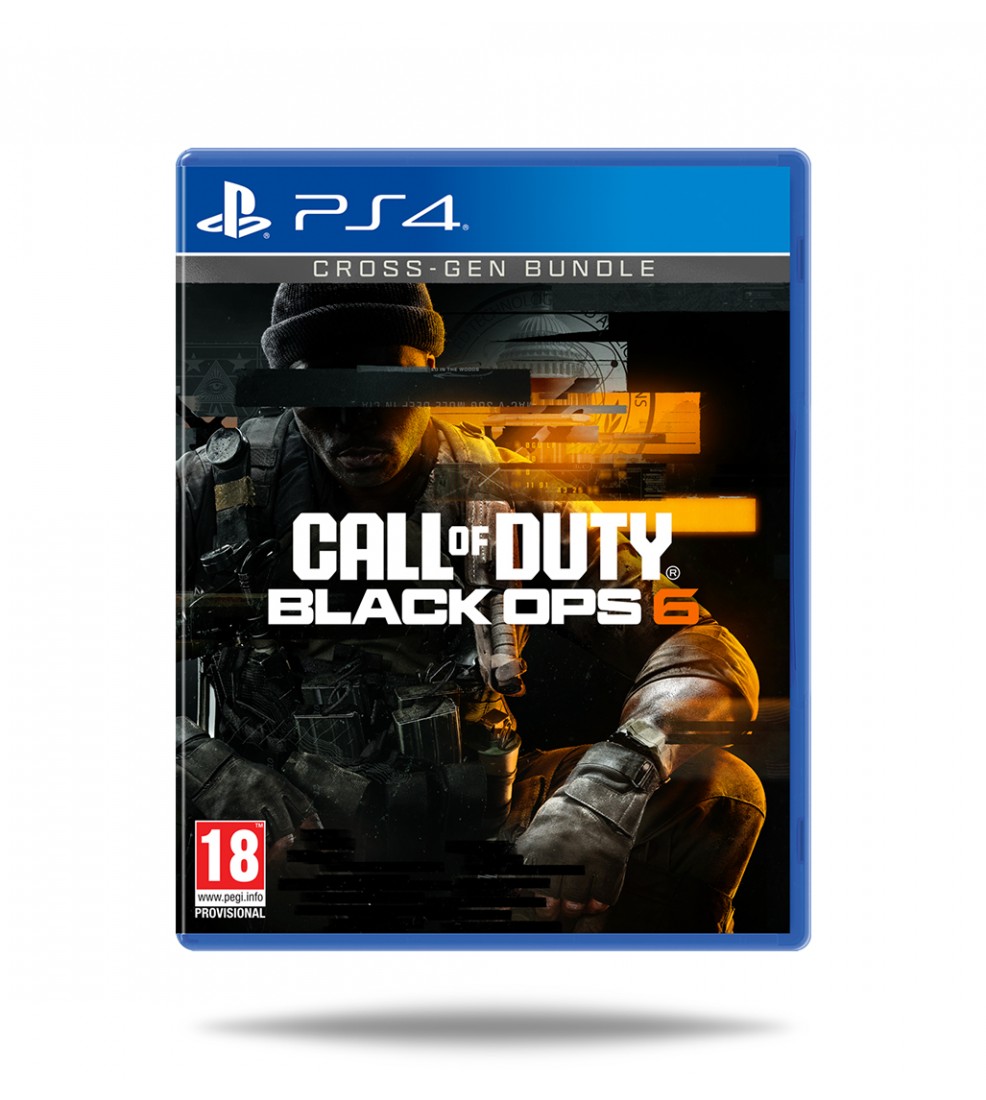 PS4
CROSS-GEN BUNDLE
CALL OF DUTY®
BLACK OPS 6
18
www.pegi.info
PROVISIONAL